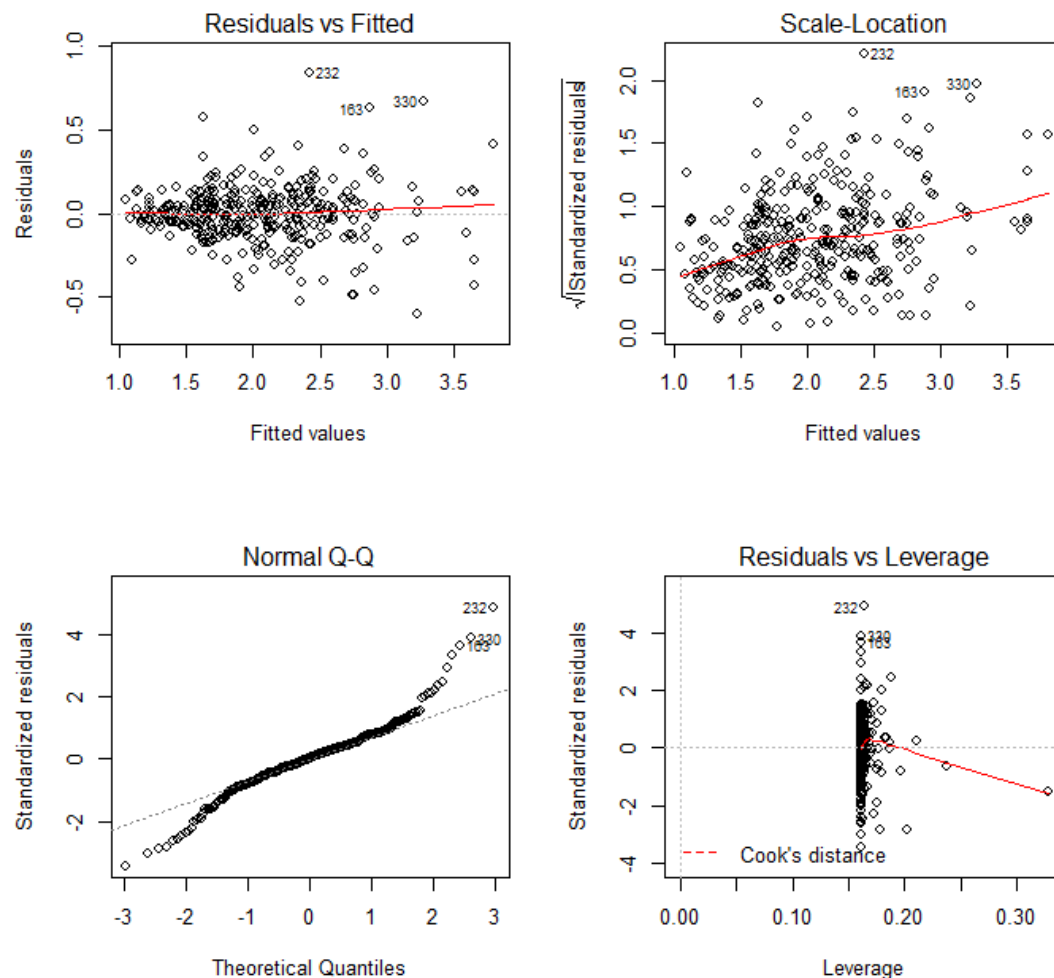 Residuals vs Fitted
Residuals
1.0
0.5
0.0
-0.5
232
163
330
1.0 1.5 2.0 2.5 3.0 3.5
Fitted values
Scale-Location
√|Standardized residuals|
2.0
1.5
1.0
0.5
0.0
232
163
330
1.0 1.5 2.0 2.5 3.0 3.5
Fitted values
Normal Q-Q
Standardized residuals
4
2
0
-2
232
330
163
-3 -2 -1 0 1 2 3
Theoretical Quantiles
Residuals vs Leverage
Standardized residuals
4
2
0
-2
-4
232
330
163
Cook's distance
0.00 0.10 0.20 0.30
Leverage